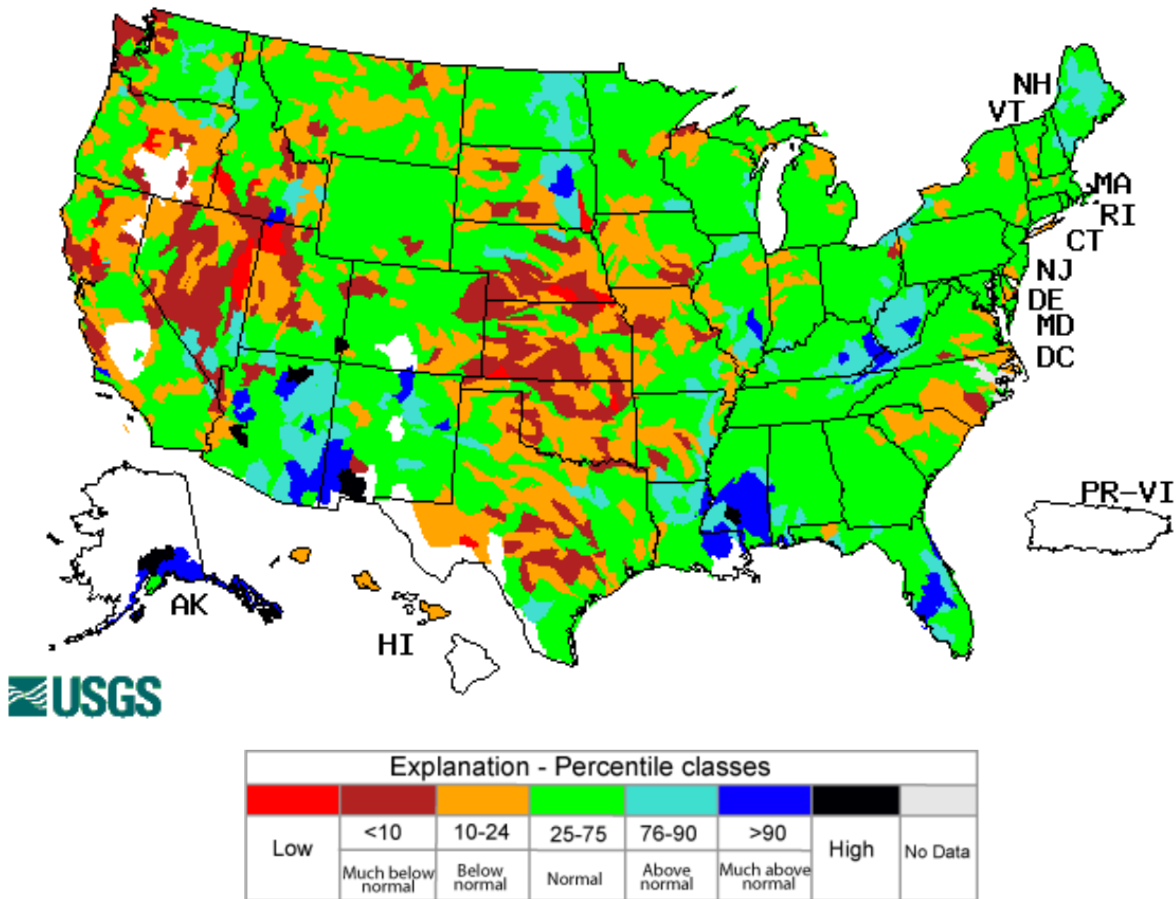 NH
VT
MA
RI
CT
NJ
DE
MD
DC
PR-VI
AK
HI
USGS
Explanation - Percentile classes
Low <10 10-24 25-75 76-90 >90 High No Data
Much below normal Below normal Normal Above normal Much above normal